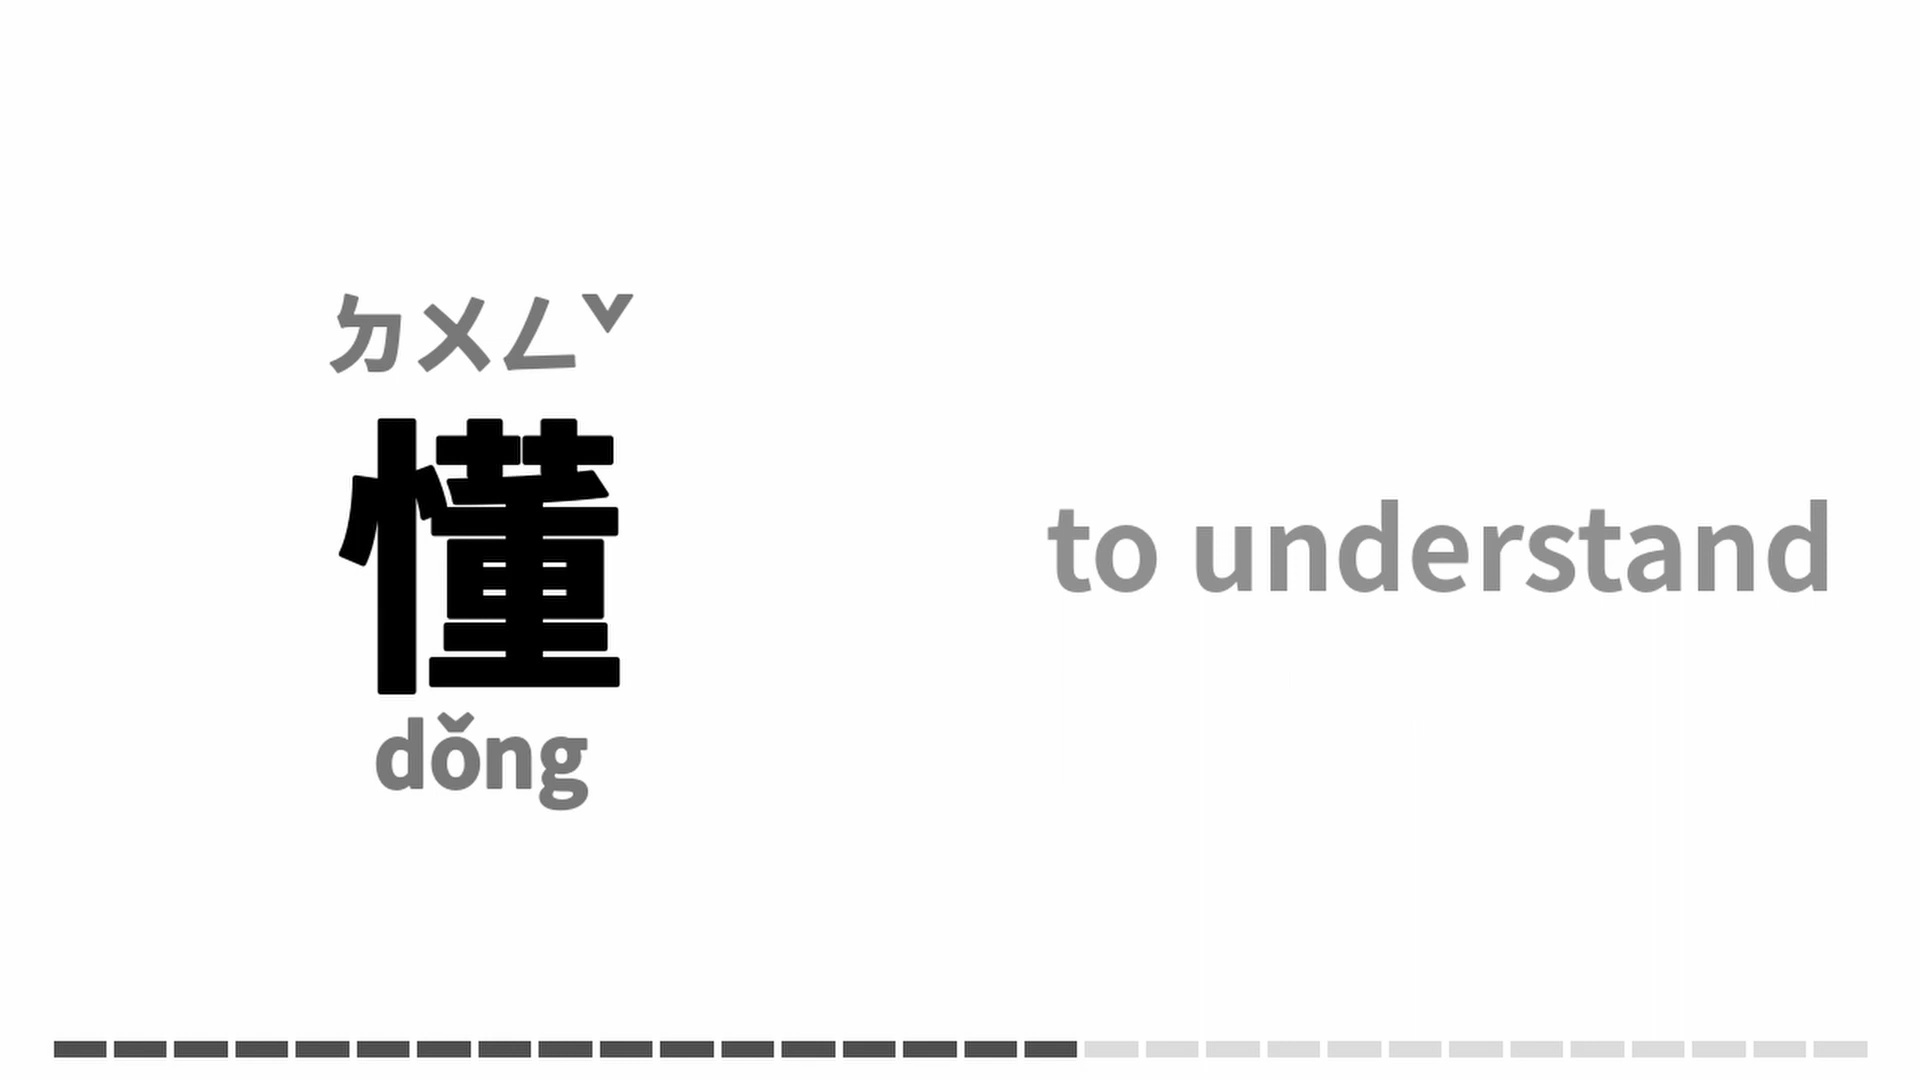 ㄉㄨㄥˇ
懂
dǒng
to understand